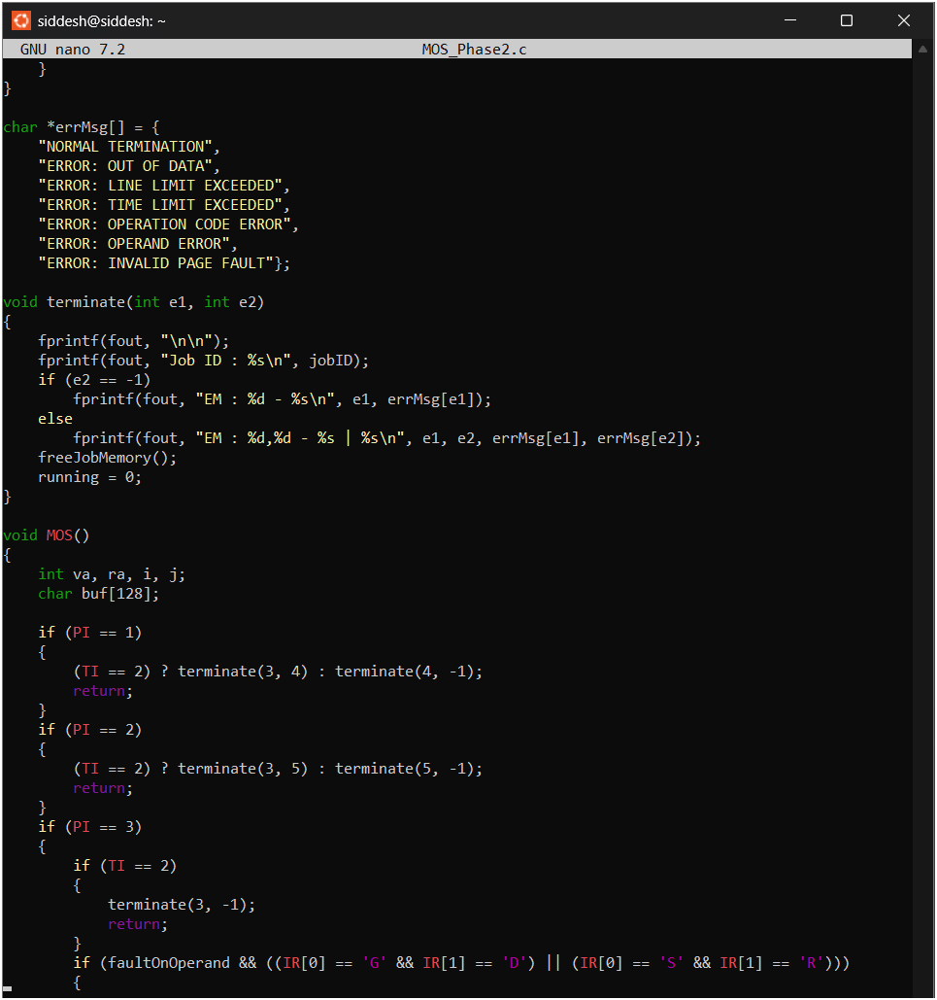 siddesh@siddesh: ~
GNU nano 7.2 MOS_Phase2.c
    }
}

char *errMsg[] = {
    "NORMAL TERMINATION",
    "ERROR: OUT OF DATA",
    "ERROR: LINE LIMIT EXCEEDED",
    "ERROR: TIME LIMIT EXCEEDED",
    "ERROR: OPERATION CODE ERROR",
    "ERROR: OPERAND ERROR",
    "ERROR: INVALID PAGE FAULT"};

void terminate(int e1, int e2)
{
    fprintf(fout, "\n\n");
    fprintf(fout, "Job ID : %s\n", jobID);
    if (e2 == -1)
        fprintf(fout, "EM : %d - %s\n", e1, errMsg[e1]);
    else
        fprintf(fout, "EM : %d,%d - %s | %s\n", e1, e2, errMsg[e1], errMsg[e2]);
    freeJobMemory();
    running = 0;
}

void MOS()
{
    int va, ra, i, j;
    char buf[128];

    if (PI == 1)
    {
        (TI == 2) ? terminate(3, 4) : terminate(4, -1);
        return;
    }
    if (PI == 2)
    {
        (TI == 2) ? terminate(3, 5) : terminate(5, -1);
        return;
    }
    if (PI == 3)
    {
        if (TI == 2)
        {
            terminate(3, -1);
            return;
        }
        if (faultOnOperand && ((IR[0] == 'G' && IR[1] == 'D') || (IR[0] == 'S' && IR[1] == 'R')))
        {